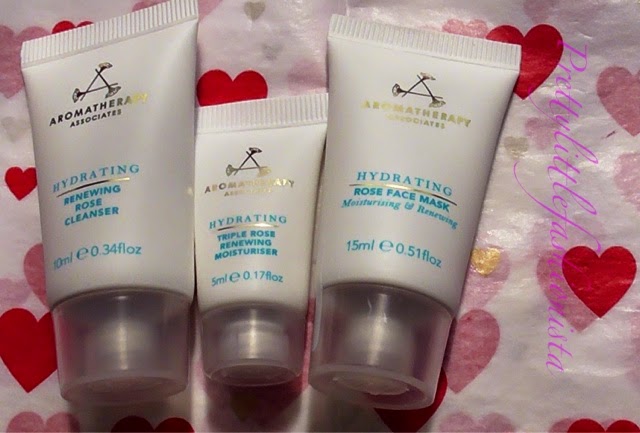 AROMATHERAPY
ASSOCIATES
HYDRATING
RENEWING
ROSE
CLEANSER
10ml e 0.34floz
AROMATHERAPY
ASSOCIATES
HYDRATING
TRIPLE ROSE
RENEWING
MOISTURISER
5ml e 0.17floz
AROMATHERAPY
ASSOCIATES
HYDRATING
ROSE FACE MASK
Moisturising & Renewing
15ml e 0.51floz
Prettylittlefashionista